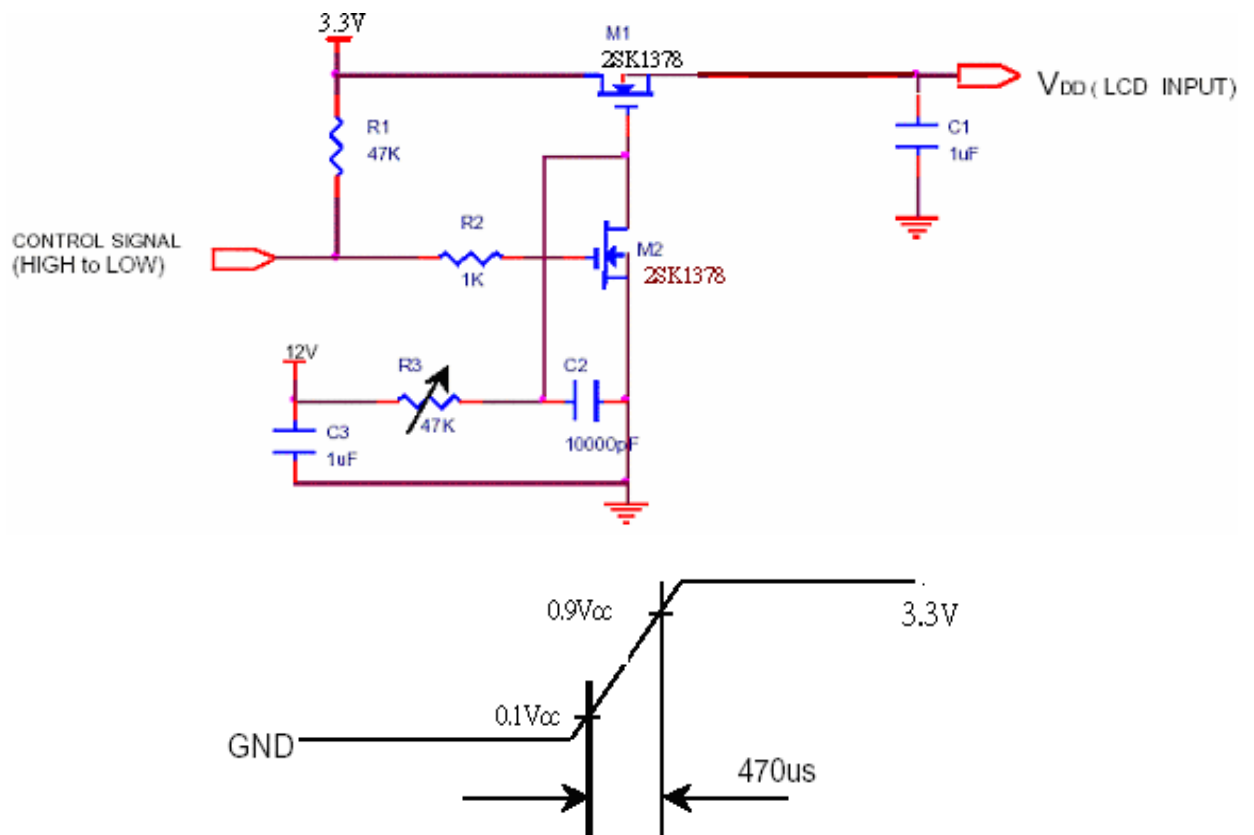 3.3V
M1
2SK1378
VDD ( LCD INPUT)
R1
47K
C1
1uF
CONTROL SIGNAL
(HIGH to LOW)
R2
1K
M2
2SK1378
12V
R3
47K
C2
10000pF
C3
1uF
0.9Vcc
3.3V
0.1Vcc
GND
470us